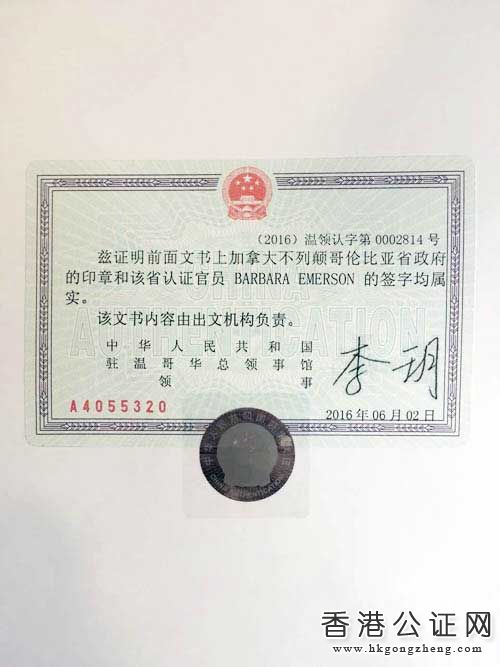 （2016）温领认字第 0002814 号
兹证明前面文书上加拿大不列颠哥伦比亚省政府
的印章和该省认证官员 BARBARA EMERSON 的签字均属
实。
该文书内容由出文机构负责。
中华人民共和国
驻温哥华总领事馆
领事
李玥
A4055320
2016 年 06 月 02 日
CHINA
AUTHENTICATION
香港公证网
www.hkgongzheng.com